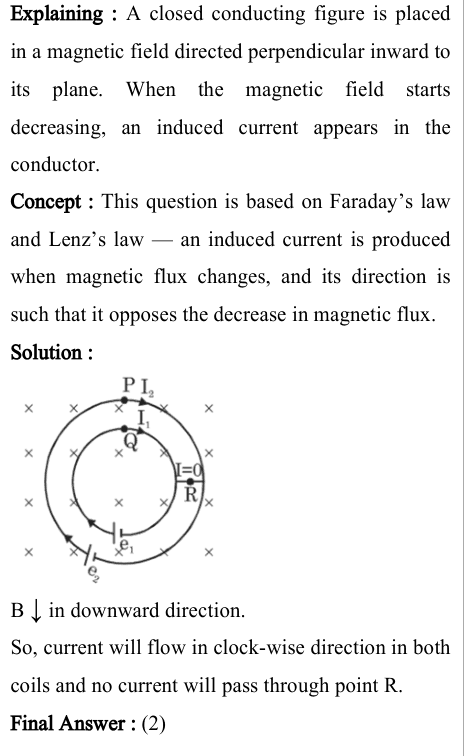 Explaining : A closed conducting figure is placed
in a magnetic field directed perpendicular inward to
its plane. When the magnetic field starts
decreasing, an induced current appears in the
conductor.
Concept : This question is based on Faraday's law
and Lenz's law — an induced current is produced
when magnetic flux changes, and its direction is
such that it opposes the decrease in magnetic flux.
Solution :
P I₂
I₁
Q
I=0
R
e₁
e₂
B ↓ in downward direction.
So, current will flow in clock-wise direction in both
coils and no current will pass through point R.
Final Answer : (2)